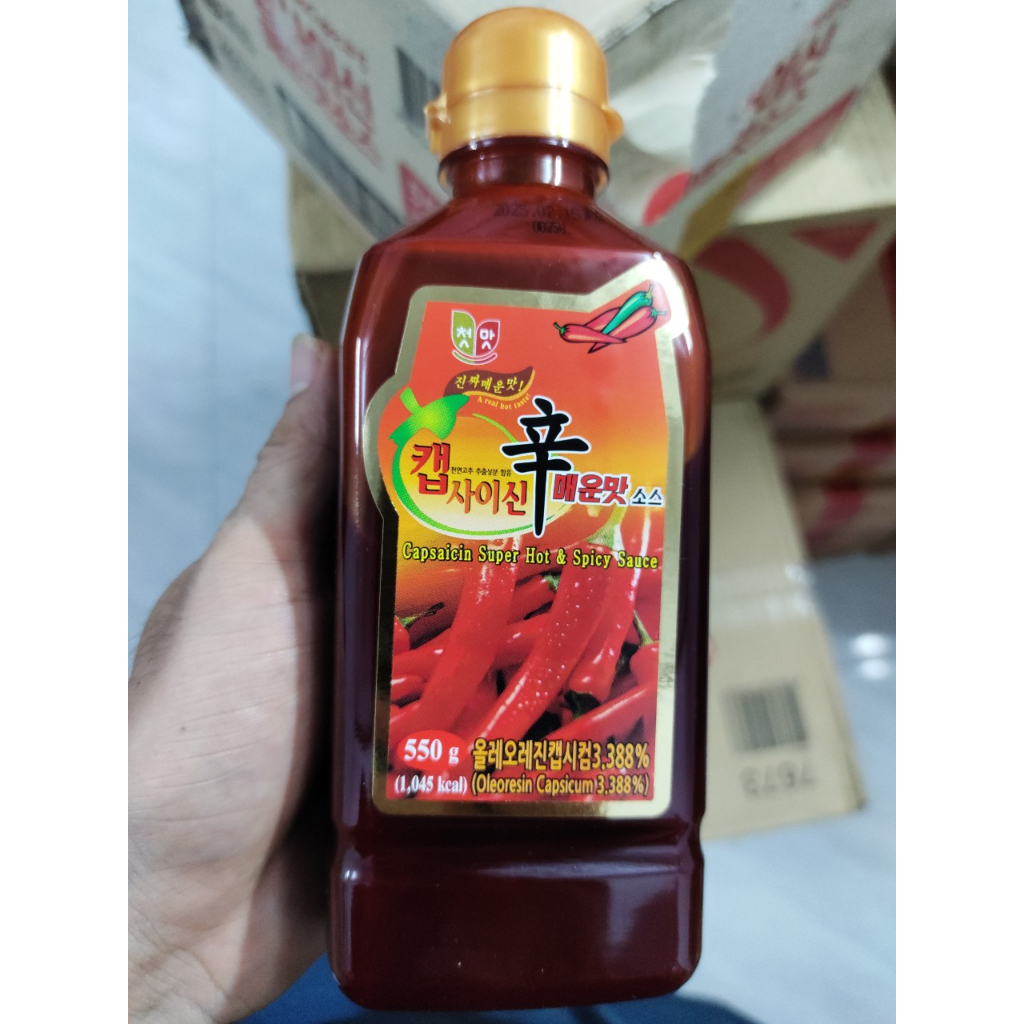 첫맛
진짜매운맛!
A real hot taste!
辛
캡사이신
천연고추 추출성분 함유
매운맛 소스
Capsaicin Super Hot & Spicy Sauce
550 g
(1,045 kcal)
올레오레진캡시컴3.388%
(Oleoresin Capsicum 3.388%)